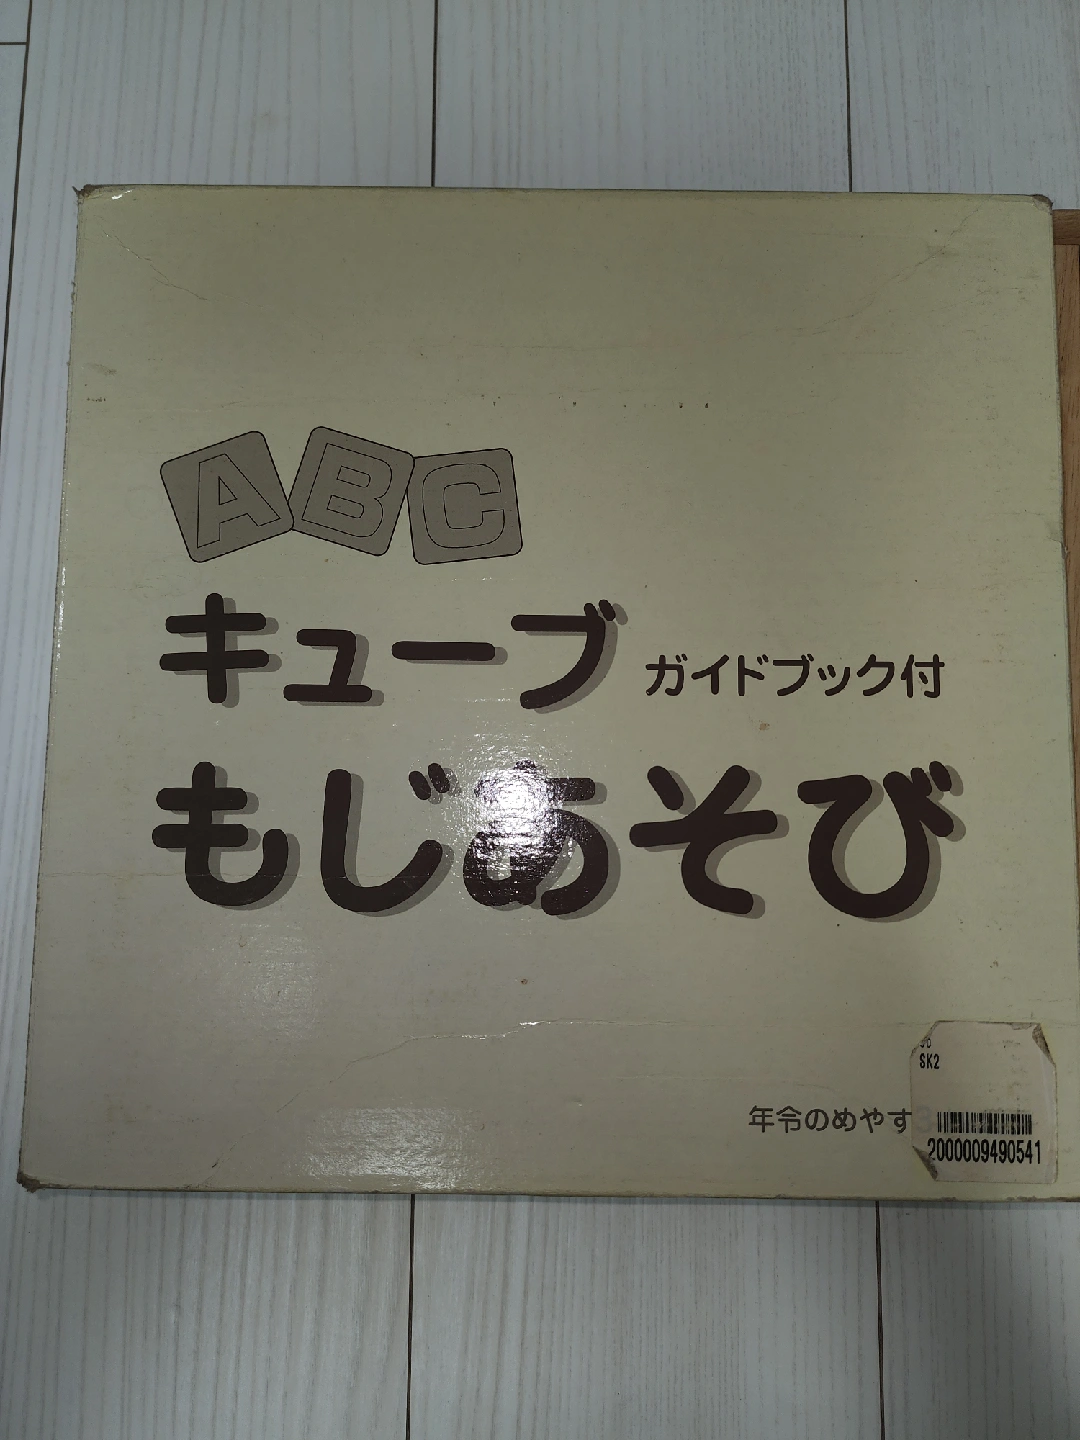 ABC
キューブ ガイドブック付
もじあそび
SK2
年令のめやす3
2000009490541